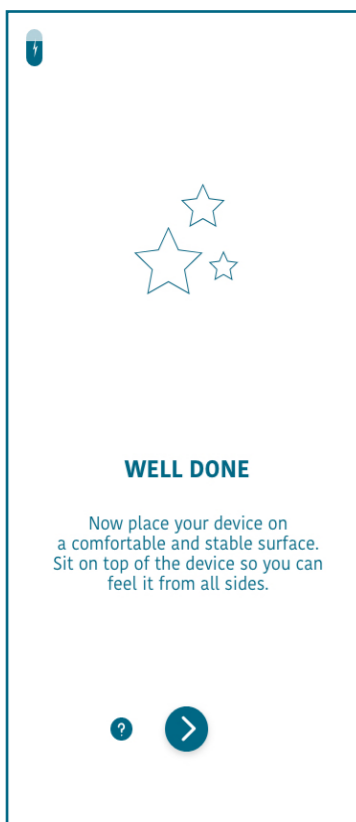 WELL DONE
Now place your device on
a comfortable and stable surface.
Sit on top of the device so you can
feel it from all sides.
?